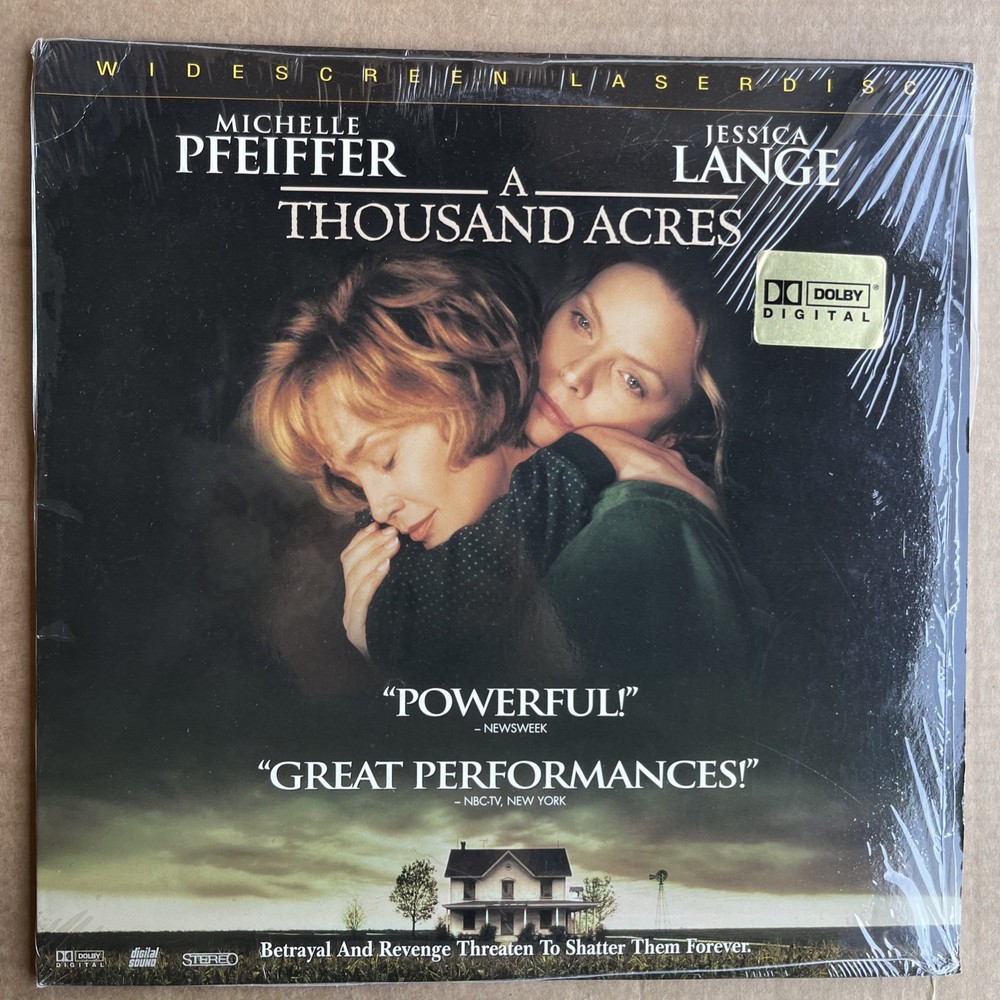 WIDESCREEN LASERDISC
MICHELLE
PFEIFFER
JESSICA
LANGE
A
THOUSAND ACRES
DOLBY ®
DIGITAL
“POWERFUL!”
– NEWSWEEK
“GREAT PERFORMANCES!”
– NBC-TV, NEW YORK
Betrayal And Revenge Threaten To Shatter Them Forever.
DOLBY
DIGITAL
digital
SOUND
STEREO